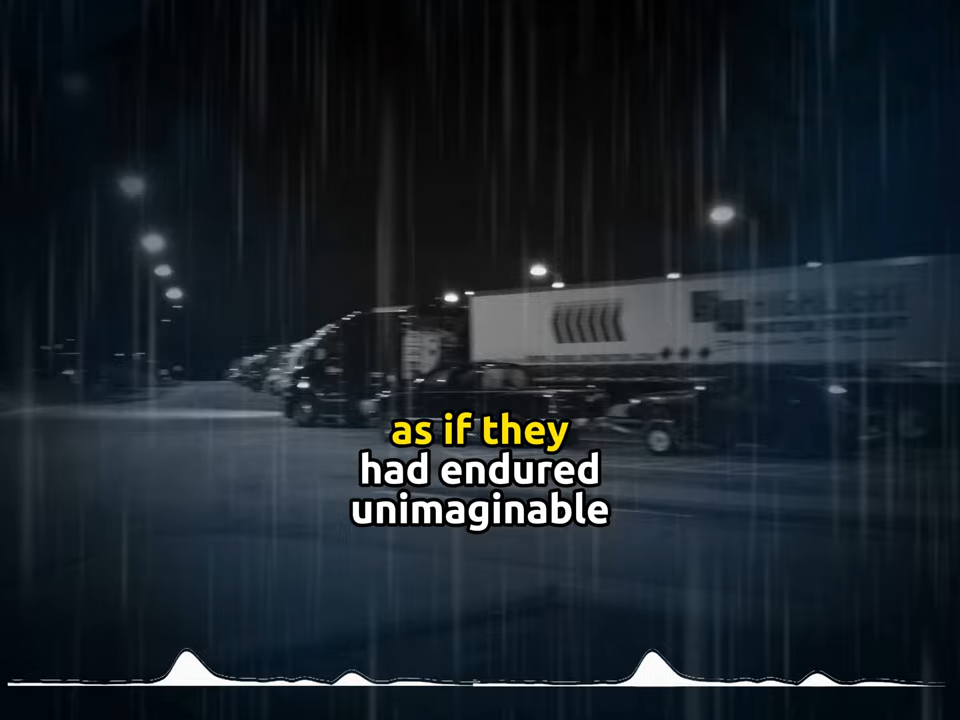 as if they
had endured
unimaginable